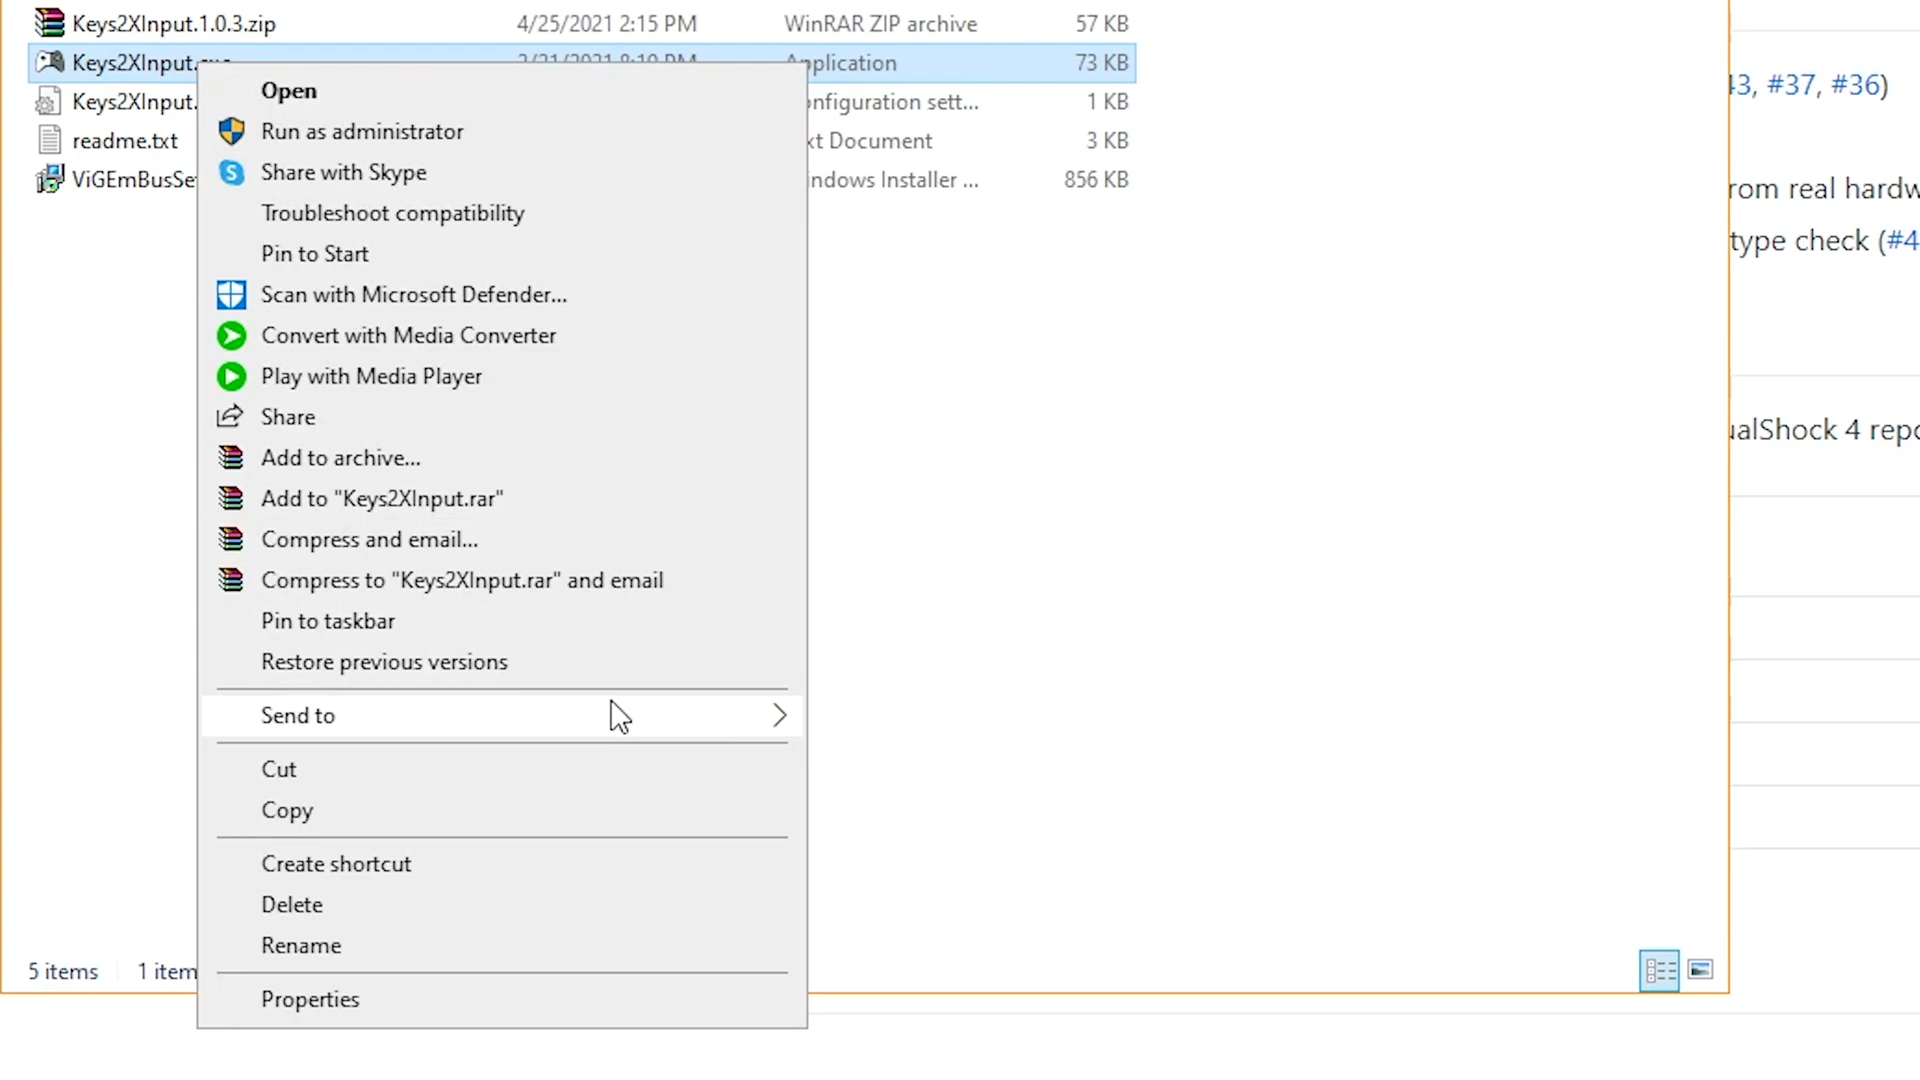 Keys2XInput.1.0.3.zip 4/25/2021 2:15 PM WinRAR ZIP archive 57 KB
Keys2XInput. Application 73 KB
Keys2XInput. onfiguration sett... 1 KB
readme.txt xt Document 3 KB
ViGEmBusSet indows Installer ... 856 KB
Open
Run as administrator
Share with Skype
Troubleshoot compatibility
Pin to Start
Scan with Microsoft Defender...
Convert with Media Converter
Play with Media Player
Share
Add to archive...
Add to "Keys2XInput.rar"
Compress and email...
Compress to "Keys2XInput.rar" and email
Pin to taskbar
Restore previous versions
Send to
Cut
Copy
Create shortcut
Delete
Rename
Properties
5 items 1 item
43, #37, #36)
rom real hardw
type check (#4
ualShock 4 repo